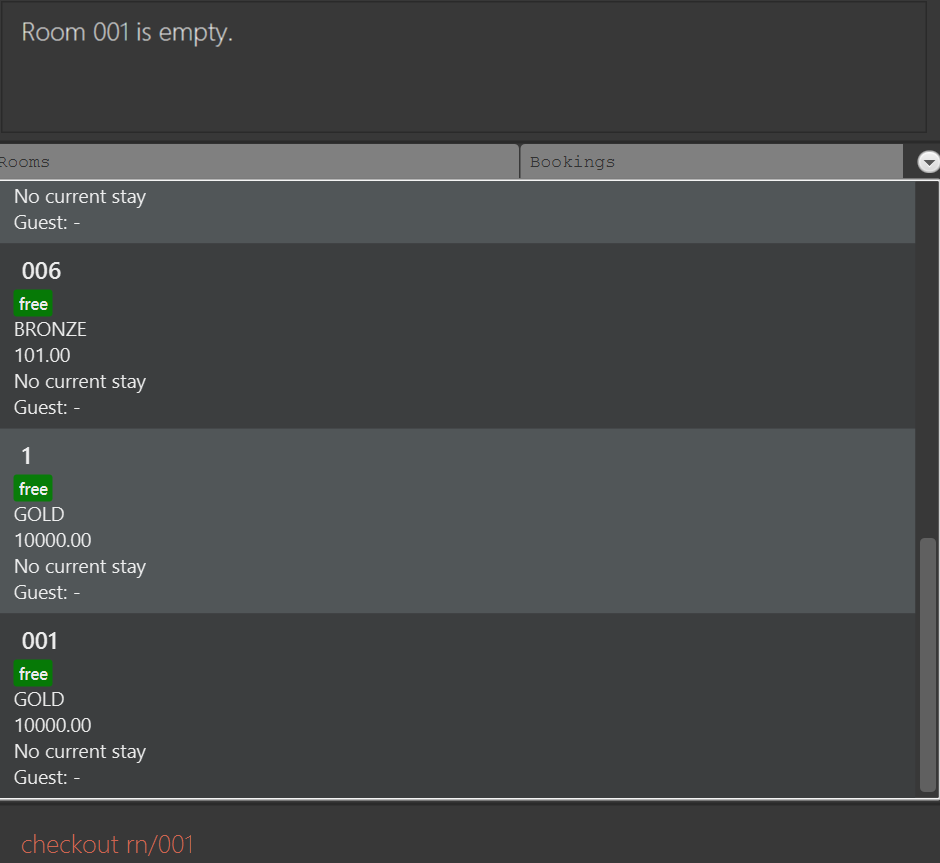 Room 001 is empty.
Rooms
Bookings
No current stay
Guest: -
006
free
BRONZE
101.00
No current stay
Guest: -
1
free
GOLD
10000.00
No current stay
Guest: -
001
free
GOLD
10000.00
No current stay
Guest: -
checkout rn/001